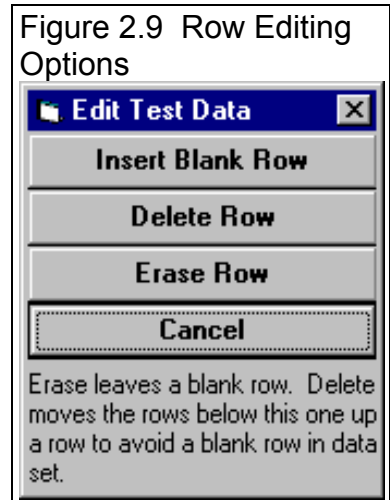 Figure 2.9 Row Editing
Options
Edit Test Data
Insert Blank Row
Delete Row
Erase Row
Cancel
Erase leaves a blank row. Delete
moves the rows below this one up
a row to avoid a blank row in data
set.